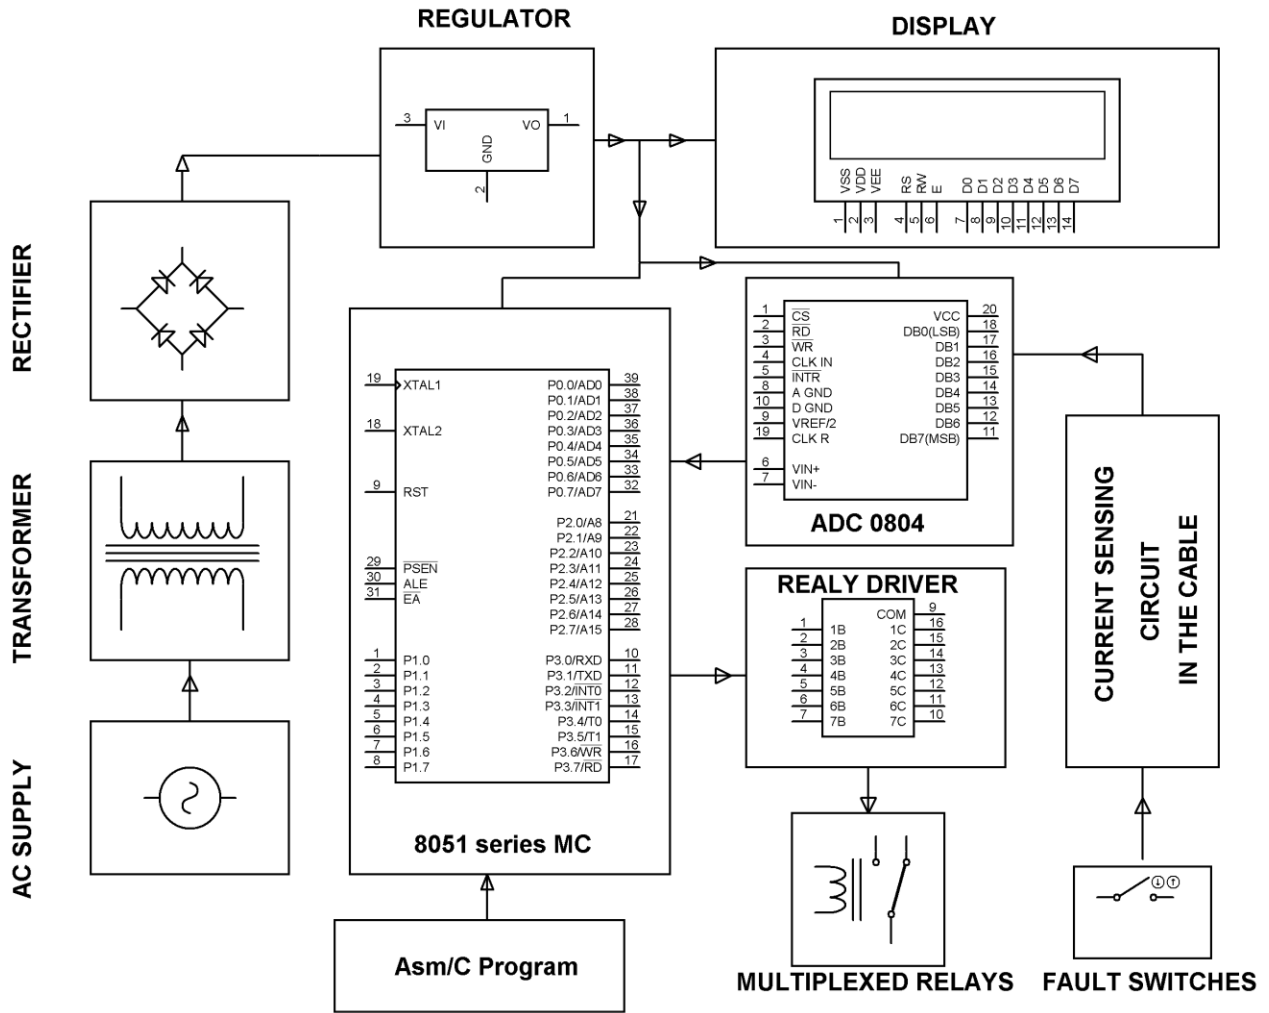 REGULATOR
DISPLAY
3 VI VO 1
GND
2
VSS VDD VEE RS RW E D0 D1 D2 D3 D4 D5 D6 D7
1 2 3 4 5 6 7 8 9 10 11 12 13 14
RECTIFIER
TRANSFORMER
AC SUPPLY
19 XTAL1
18 XTAL2
9 RST
29 PSEN
30 ALE
31 EA
1 P1.0
2 P1.1
3 P1.2
4 P1.3
5 P1.4
6 P1.5
7 P1.6
8 P1.7
P0.0/AD0 39
P0.1/AD1 38
P0.2/AD2 37
P0.3/AD3 36
P0.4/AD4 35
P0.5/AD5 34
P0.6/AD6 33
P0.7/AD7 32
P2.0/A8 21
P2.1/A9 22
P2.2/A10 23
P2.3/A11 24
P2.4/A12 25
P2.5/A13 26
P2.6/A14 27
P2.7/A15 28
P3.0/RXD 10
P3.1/TXD 11
P3.2/INT0 12
P3.3/INT1 13
P3.4/T0 14
P3.5/T1 15
P3.6/WR 16
P3.7/RD 17
8051 series MC
Asm/C Program
1 CS
2 RD
3 WR
4 CLK IN
5 INTR
8 A GND
10 D GND
9 VREF/2
19 CLK R
6 VIN+
7 VIN-
VCC 20
DB0(LSB) 18
DB1 17
DB2 16
DB3 15
DB4 14
DB5 13
DB6 12
DB7(MSB) 11
ADC 0804
REALY DRIVER
COM 9
1 1B 1C 16
2 2B 2C 15
3 3B 3C 14
4 4B 4C 13
5 5B 5C 12
6 6B 6C 11
7 7B 7C 10
MULTIPLEXED RELAYS
CURRENT SENSING
CIRCUIT
IN THE CABLE
FAULT SWITCHES